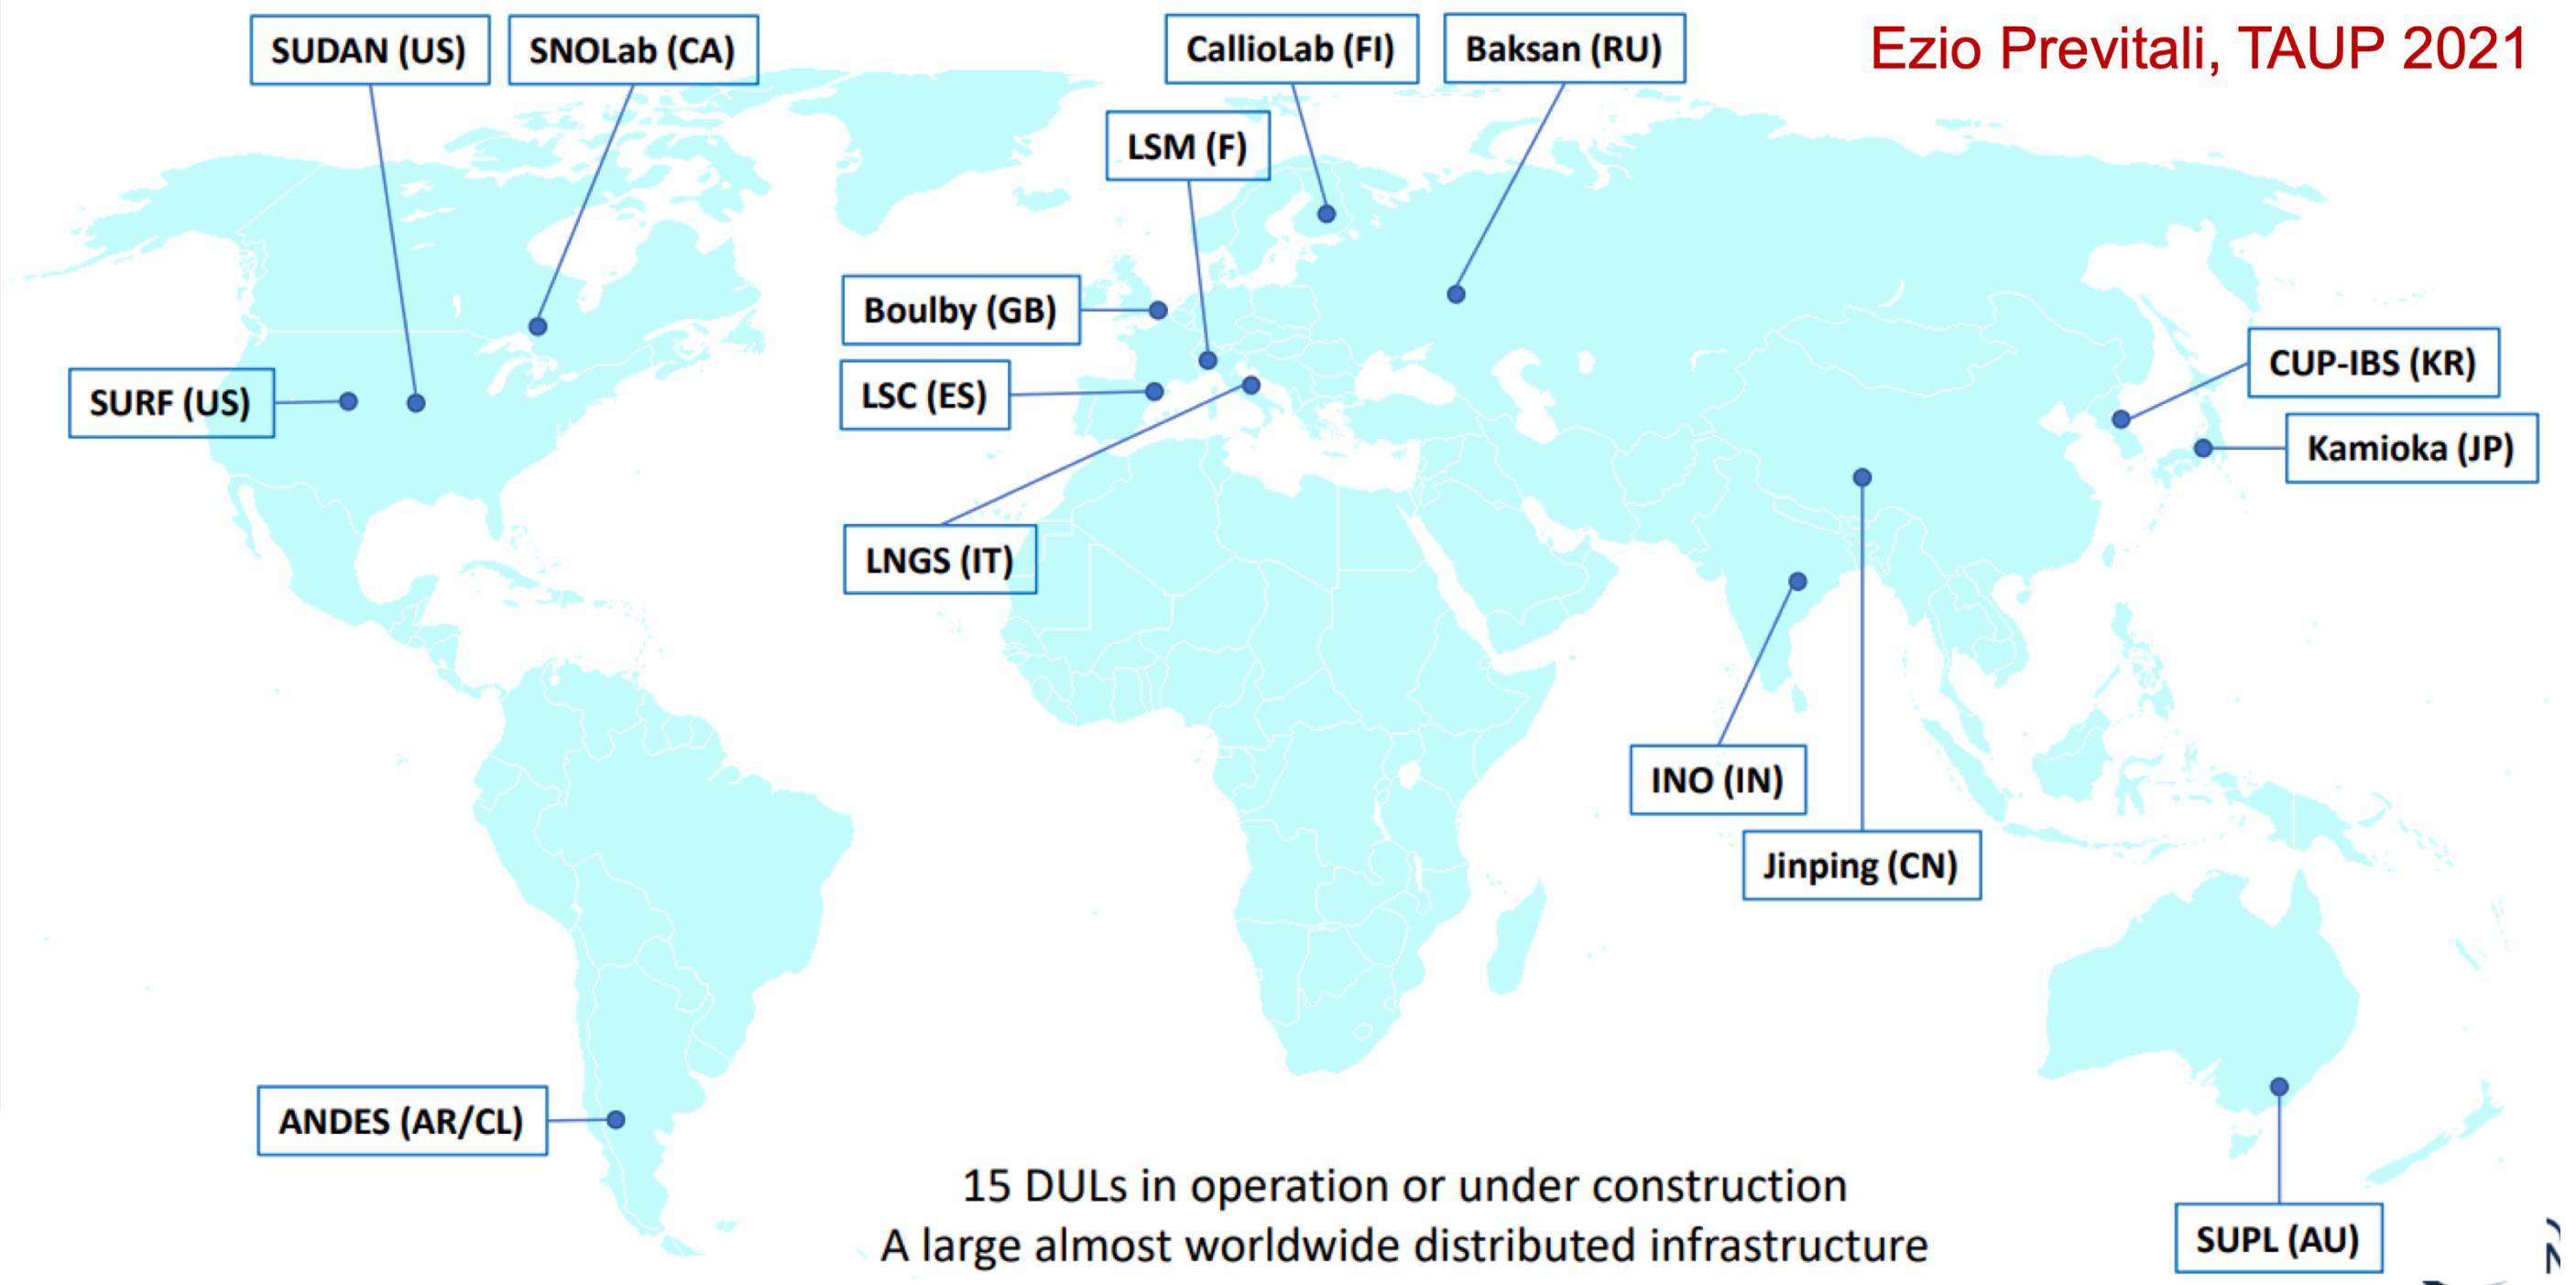 SUDAN (US)
SNOLab (CA)
CallioLab (FI)
Baksan (RU)
Ezio Previtali, TAUP 2021
LSM (F)
Boulby (GB)
CUP-IBS (KR)
SURF (US)
LSC (ES)
Kamioka (JP)
LNGS (IT)
INO (IN)
Jinping (CN)
ANDES (AR/CL)
15 DULs in operation or under construction
A large almost worldwide distributed infrastructure
SUPL (AU)